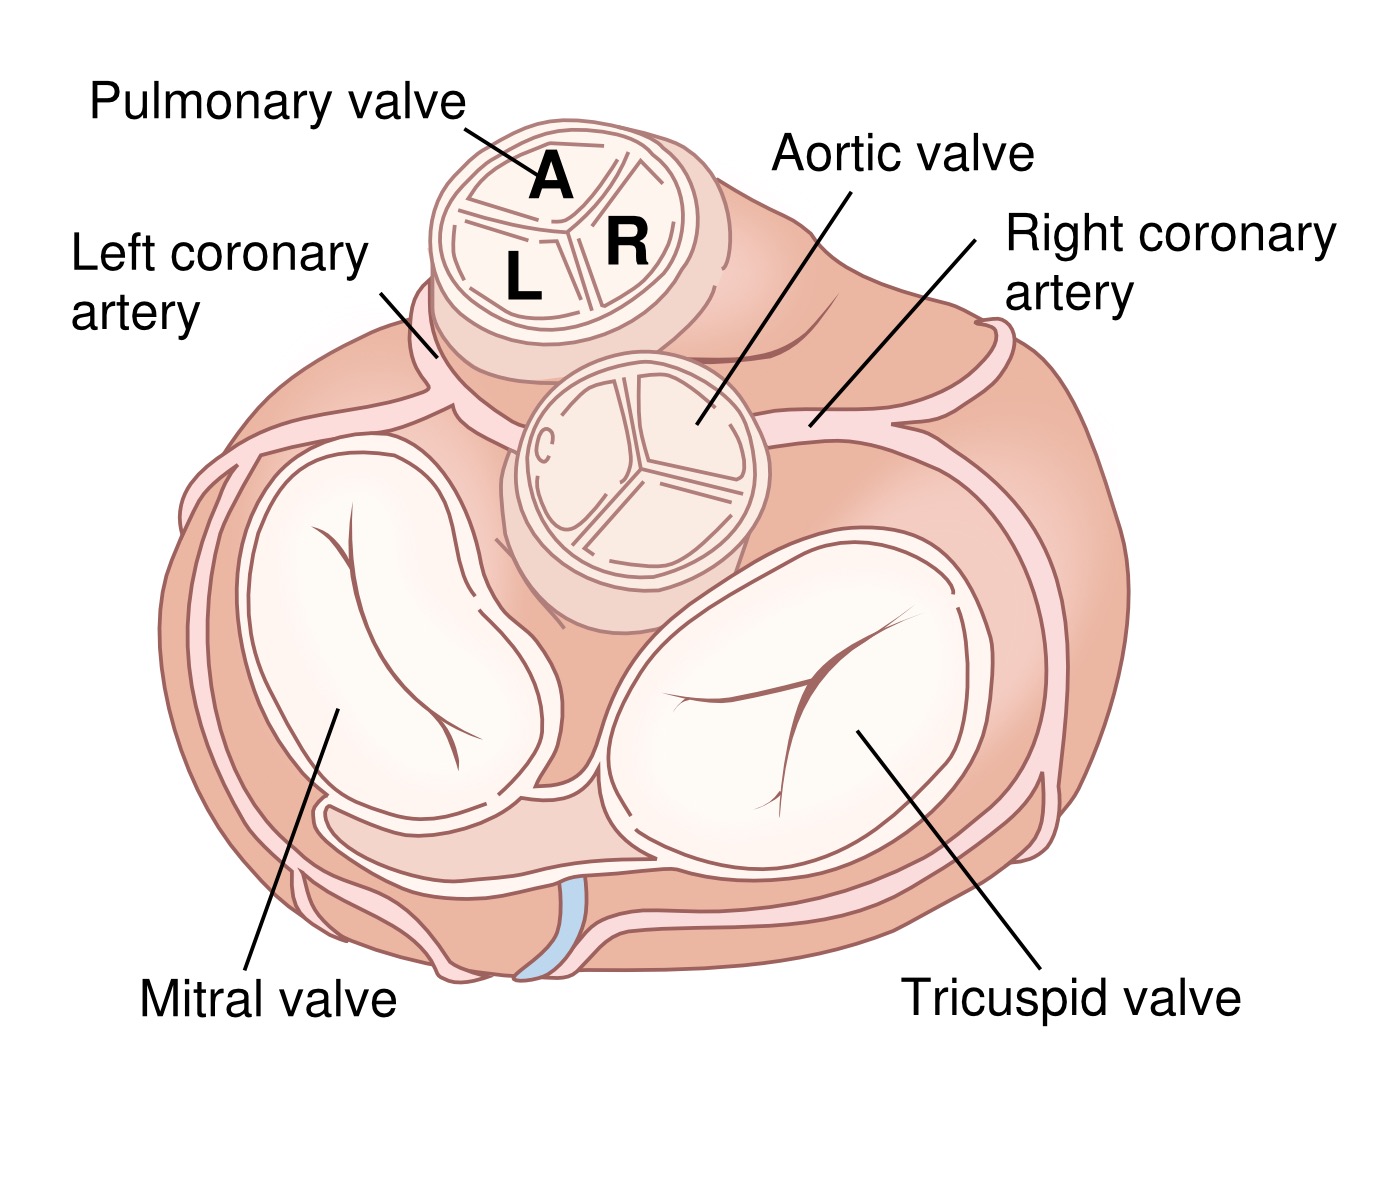 Pulmonary valve
Aortic valve
Left coronary
artery
Right coronary
artery
A
R
L
Mitral valve
Tricuspid valve